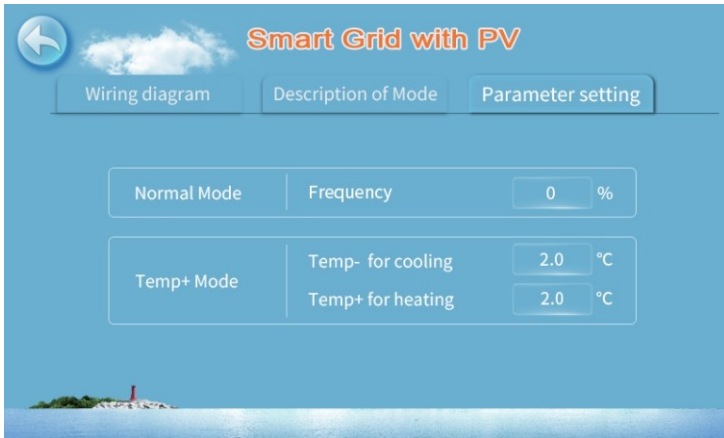 Smart Grid with PV
Wiring diagram Description of Mode Parameter setting
Normal Mode Frequency 0 %
Temp- for cooling 2.0 °C
Temp+ Mode
Temp+ for heating 2.0 °C